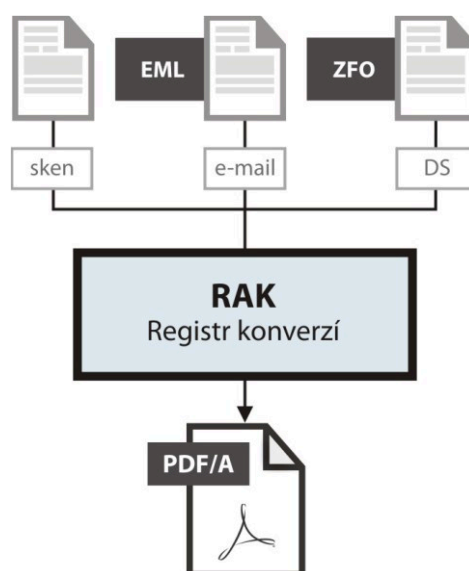 EML
ZFO
sken
e-mail
DS
RAK
Registr konverzí
PDF/A